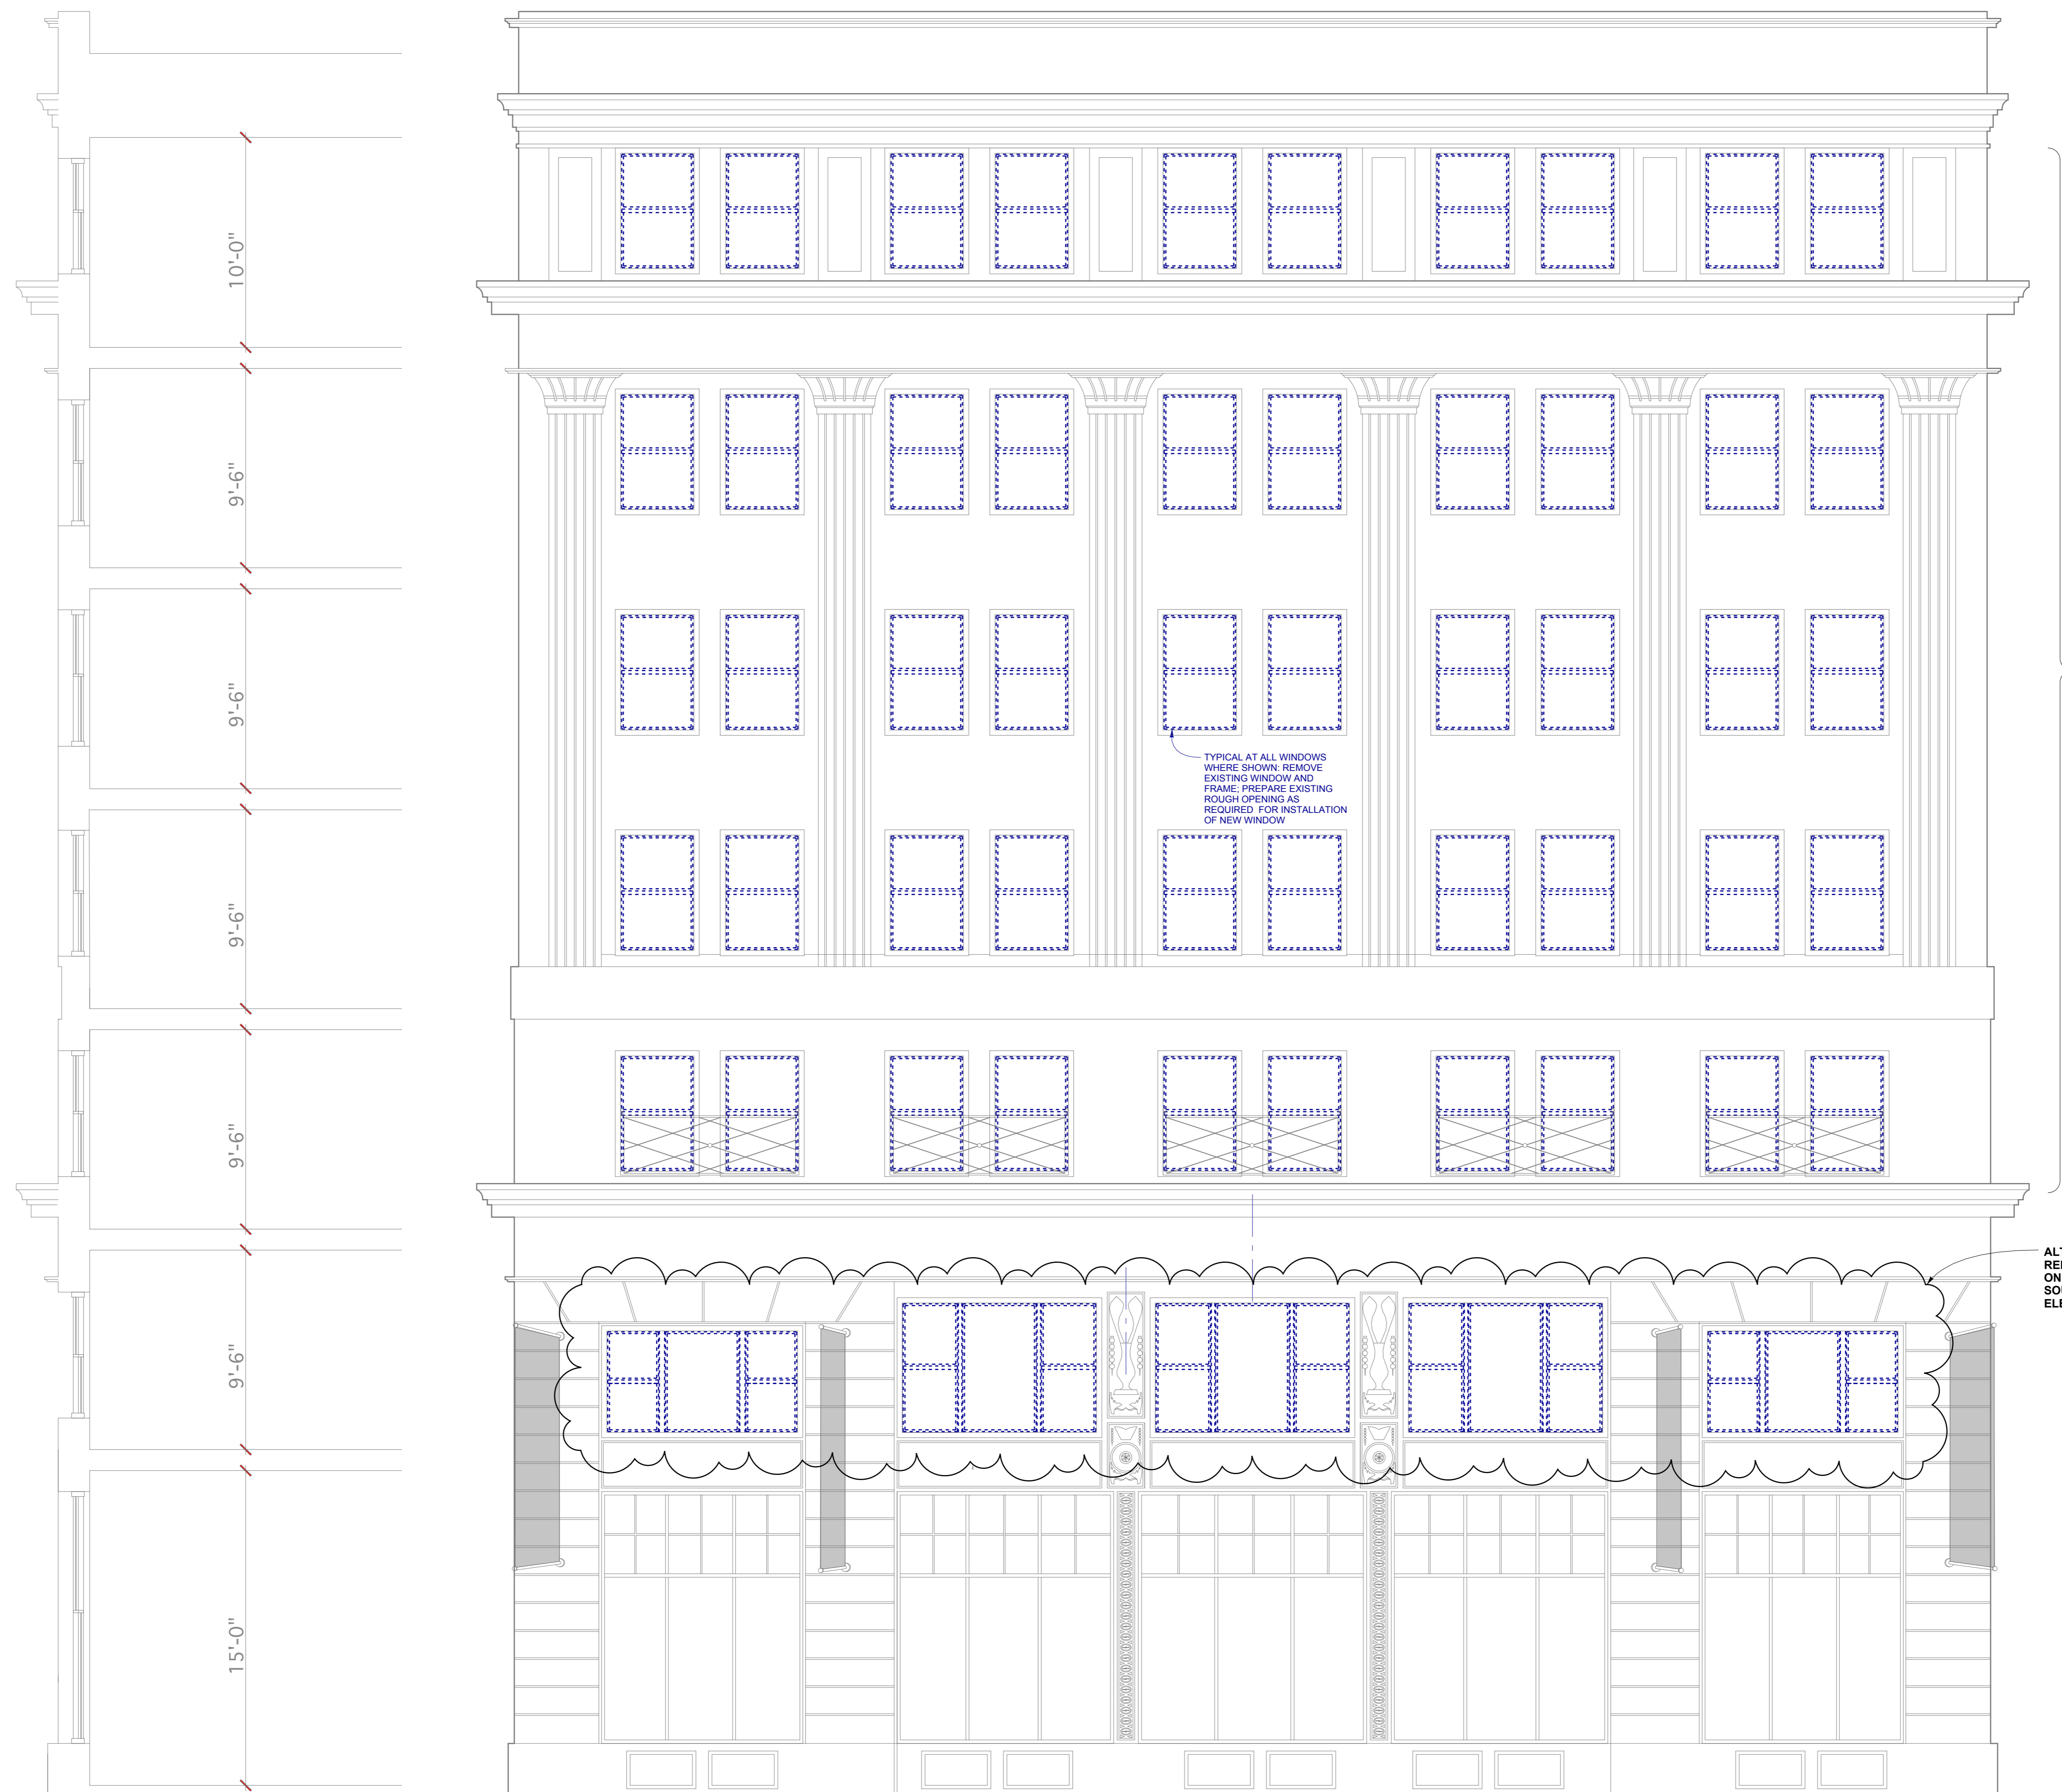 10'-0"
9'-6"
9'-6"
9'-6"
9'-6"
9'-6"
15'-0"
TYPICAL AT ALL WINDOWS
WHERE SHOWN: REMOVE
EXISTING WINDOW AND
FRAME; PREPARE EXISTING
ROUGH OPENING AS
REQUIRED FOR INSTALLATION
OF NEW WINDOW